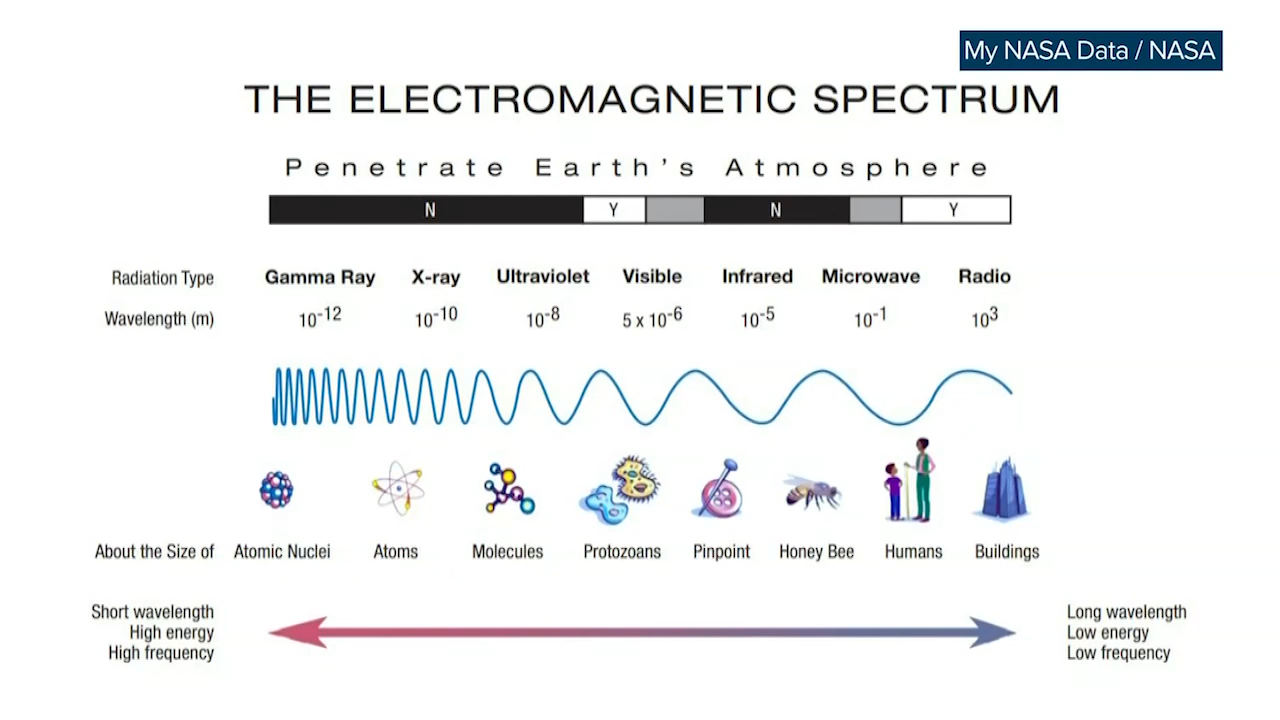 My NASA Data / NASA
THE ELECTROMAGNETIC SPECTRUM
Penetrate Earth's Atmosphere
N Y N Y
Radiation Type Gamma Ray X-ray Ultraviolet Visible Infrared Microwave Radio
Wavelength (m) 10⁻¹² 10⁻¹⁰ 10⁻⁸ 5 x 10⁻⁶ 10⁻⁵ 10⁻¹ 10³
About the Size of Atomic Nuclei Atoms Molecules Protozoans Pinpoint Honey Bee Humans Buildings
Short wavelength
High energy
High frequency
Long wavelength
Low energy
Low frequency